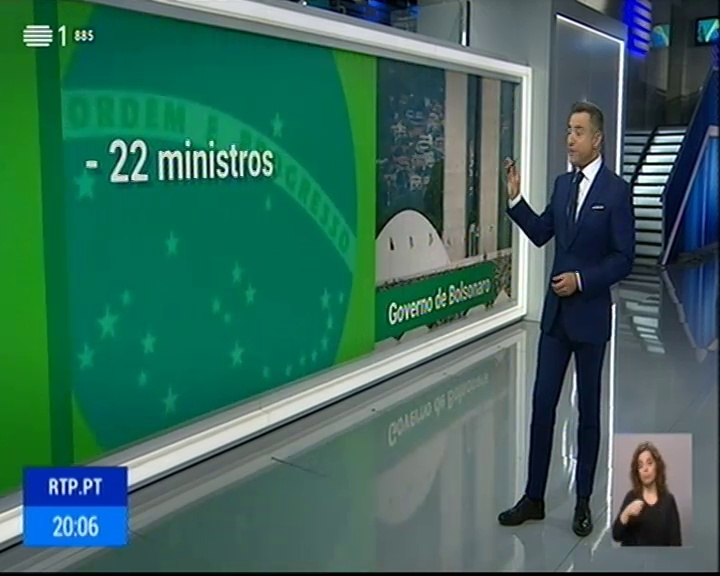 1 885
ORDEM E PROGRESSO
- 22 ministros
Governo de Bolsonaro
RTP.PT
20:06